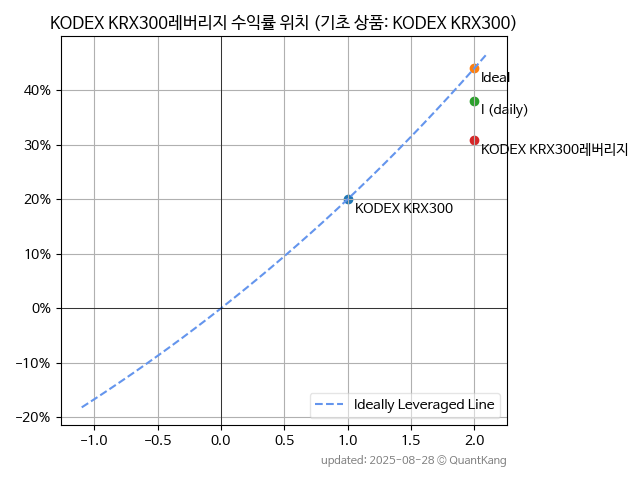 KODEX KRX300레버리지 수익률 위치 (기초 상품: KODEX KRX300)
40%
30%
20%
10%
0%
−10%
−20%
Ideal
I (daily)
KODEX KRX300레버리지
KODEX KRX300
Ideally Leveraged Line
−1.0
−0.5
0.0
0.5
1.0
1.5
2.0
updated: 2025-08-28 © QuantKang